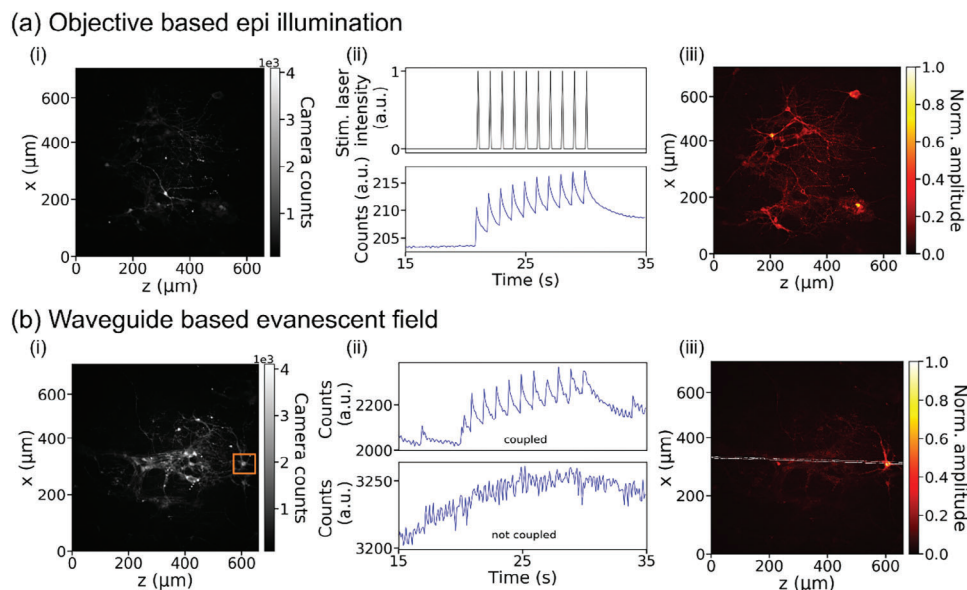 (a) Objective based epi illumination
(i)
1e3
600
400
200
0
x (μm)
0 200 400 600
z (μm)
4
3
2
1
Camera counts
(ii)
1
0
Stim. laser
intensity
(a.u.)
215
210
205
Counts (a.u.)
15 25 35
Time (s)
(iii)
600
400
200
0
x (μm)
0 200 400 600
z (μm)
1.0
0.8
0.6
0.4
0.2
0.0
Norm. amplitude
(b) Waveguide based evanescent field
(i)
1e3
600
400
200
0
x (μm)
0 200 400 600
z (μm)
4
3
2
1
Camera counts
(ii)
2200
2000
Counts
(a.u.)
coupled
3250
3200
Counts
(a.u.)
not coupled
15 25 35
Time (s)
(iii)
600
400
200
0
x (μm)
0 200 400 600
z (μm)
1.0
0.8
0.6
0.4
0.2
0.0
Norm. amplitude